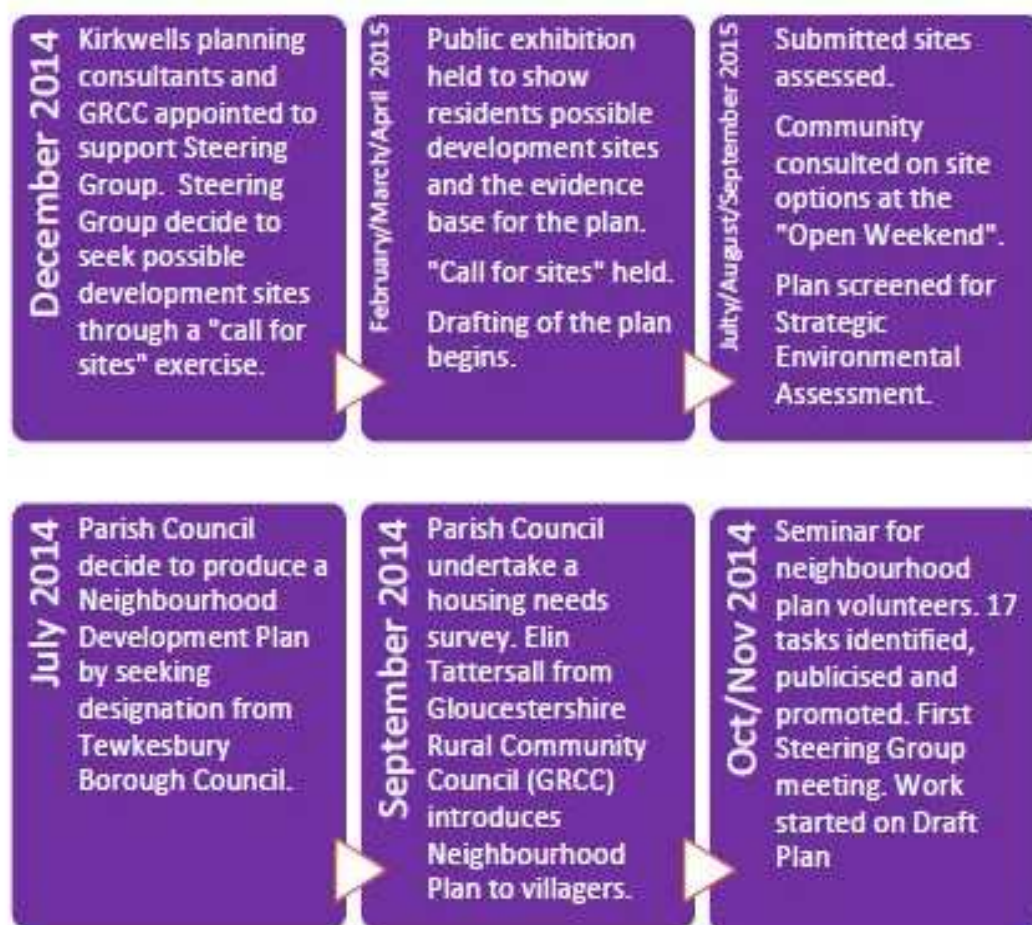 December 2014
Kirkwells planning
consultants and
GRCC appointed to
support Steering
Group. Steering
Group decide to
seek possible
development sites
through a "call for
sites" exercise.
February/March/April 2015
Public exhibition
held to show
residents possible
development sites
and the evidence
base for the plan.
"Call for sites" held.
Drafting of the plan
begins.
Julty/August/September 2015
Submitted sites
assessed.
Community
consulted on site
options at the
"Open Weekend".
Plan screened for
Strategic
Environmental
Assessment.
July 2014
Parish Council
decide to produce a
Neighbourhood
Development Plan
by seeking
designation from
Tewkesbury
Borough Council.
September 2014
Parish Council
undertake a
housing needs
survey. Elin
Tattersall from
Gloucestershire
Rural Community
Council (GRCC)
introduces
Neighbourhood
Plan to villagers.
Oct/Nov 2014
Seminar for
neighbourhood
plan volunteers. 17
tasks identified,
publicised and
promoted. First
Steering Group
meeting. Work
started on Draft
Plan